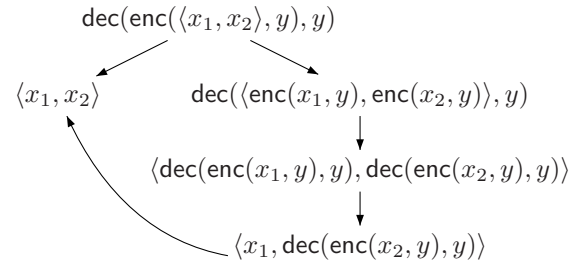 dec(enc(⟨x₁, x₂⟩, y), y)
⟨x₁, x₂⟩ dec(⟨enc(x₁, y), enc(x₂, y)⟩, y)
⟨dec(enc(x₁, y), y), dec(enc(x₂, y), y)⟩
⟨x₁, dec(enc(x₂, y), y)⟩